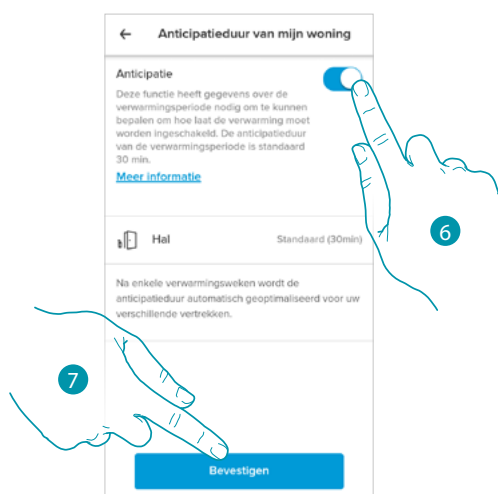 Anticipatieduur van mijn woning
Anticipatie
Deze functie heeft gegevens over de
verwarmingsperiode nodig om te kunnen
bepalen om hoe laat de verwarming moet
worden ingeschakeld. De anticipatieduur
van de verwarmingsperiode is standaard
30 min.
Meer informatie
6
Hal
Standaard (30min)
Na enkele verwarmingsweken wordt de
anticipatieduur automatisch geoptimaliseerd voor uw
verschillende vertrekken.
7
Bevestigen